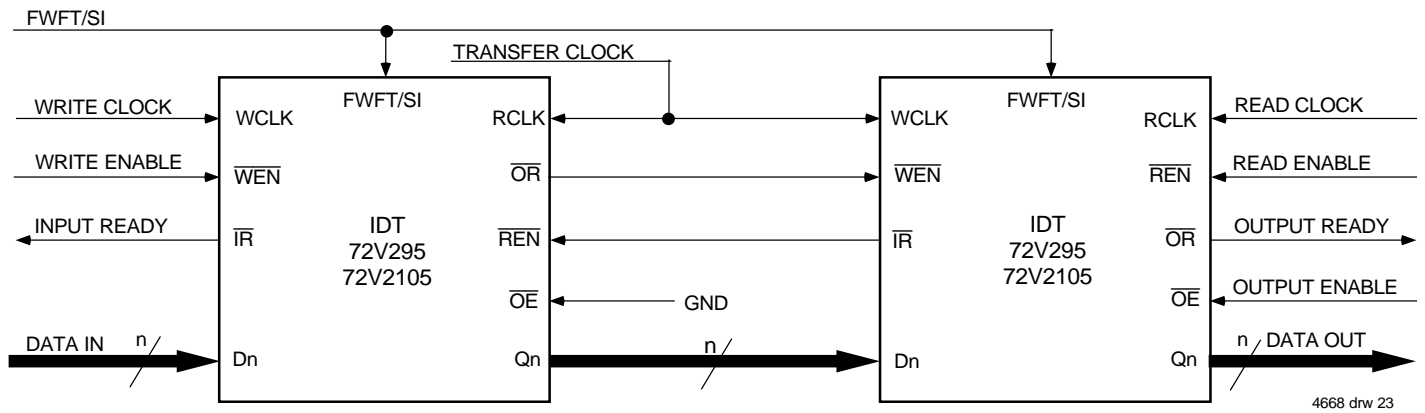 FWFT/SI
TRANSFER CLOCK
FWFT/SI
FWFT/SI
WRITE CLOCK
WCLK
RCLK
WCLK
RCLK
READ CLOCK
WRITE ENABLE
WEN
OR
WEN
REN
READ ENABLE
INPUT READY
IR
REN
IR
OR
OUTPUT READY
IDT
72V295
72V2105
IDT
72V295
72V2105
OE
GND
OE
OUTPUT ENABLE
DATA IN
n
Dn
Qn
n
Dn
Qn
n
DATA OUT
4668 drw 23